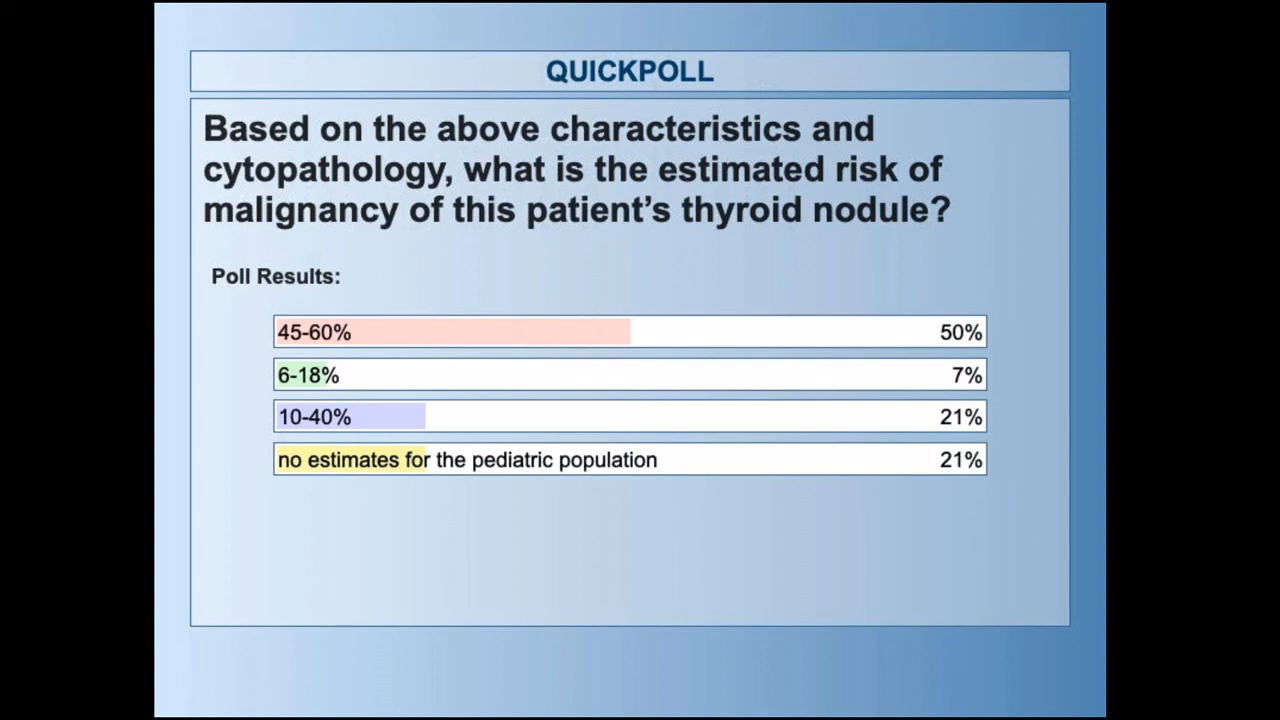 QUICKPOLL
Based on the above characteristics and
cytopathology, what is the estimated risk of
malignancy of this patient's thyroid nodule?
Poll Results:
45-60% 50%
6-18% 7%
10-40% 21%
no estimates for the pediatric population 21%